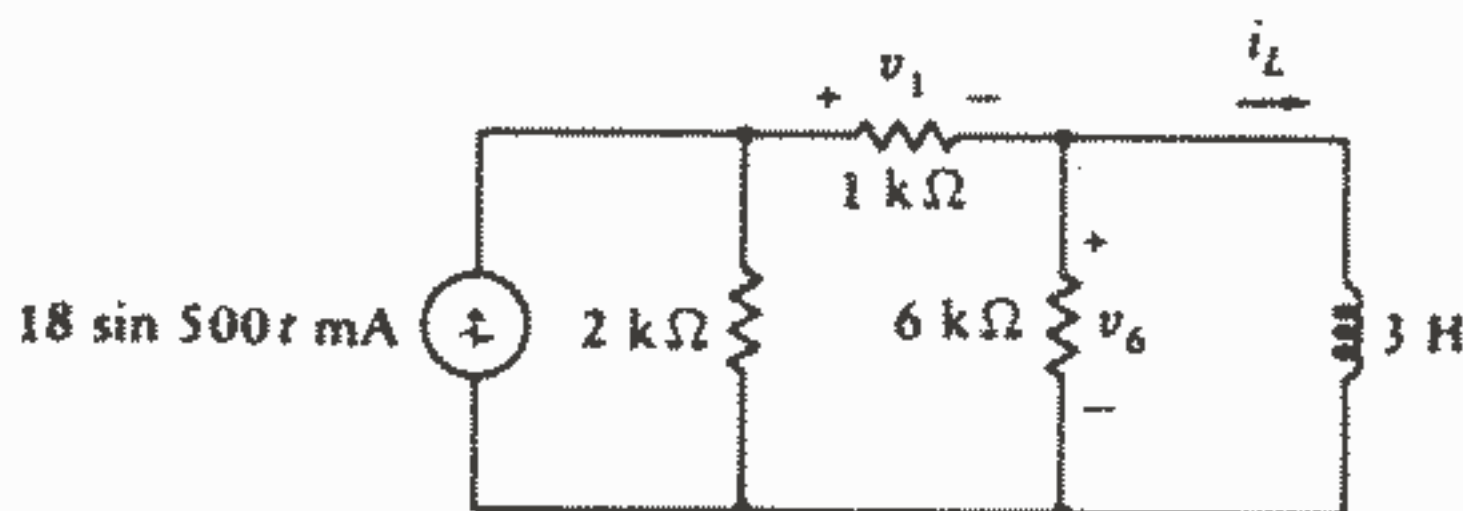 i_L
+ v_1 −
1 kΩ
18 sin 500t mA
2 kΩ
6 kΩ
+
v_6
−
3 H